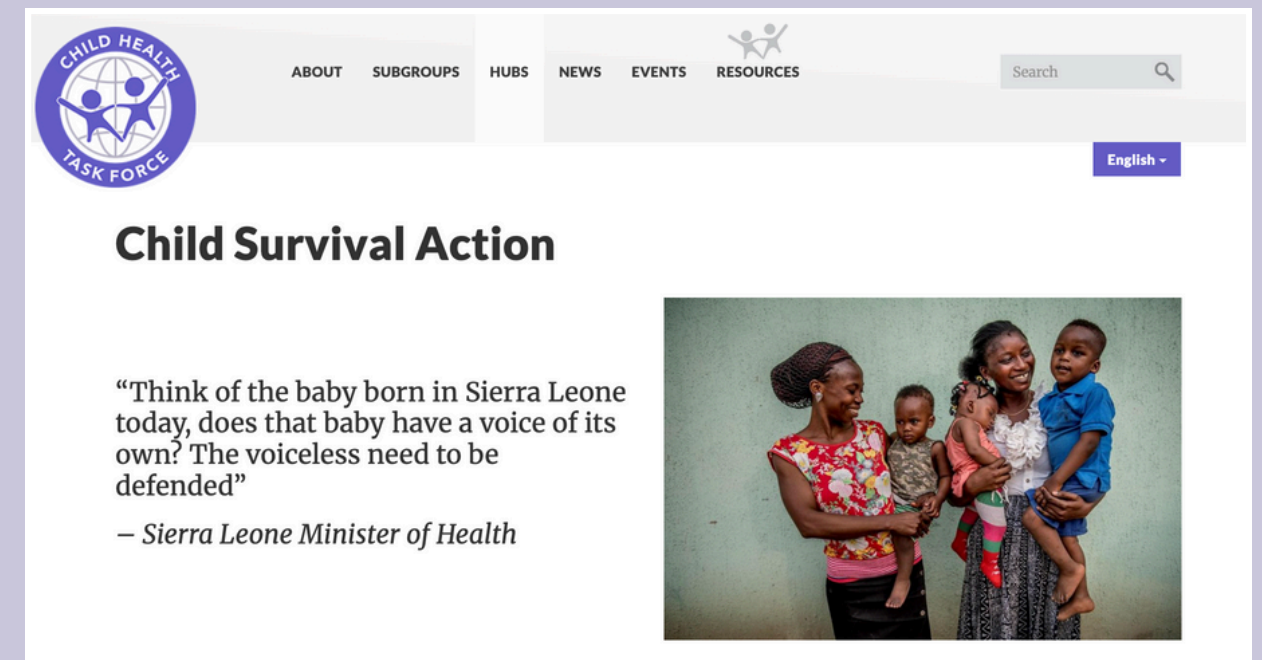 CHILD HEALTH
TASK FORCE
ABOUT SUBGROUPS HUBS NEWS EVENTS RESOURCES
Search
English
Child Survival Action
“Think of the baby born in Sierra Leone
today, does that baby have a voice of its
own? The voiceless need to be
defended”
– Sierra Leone Minister of Health